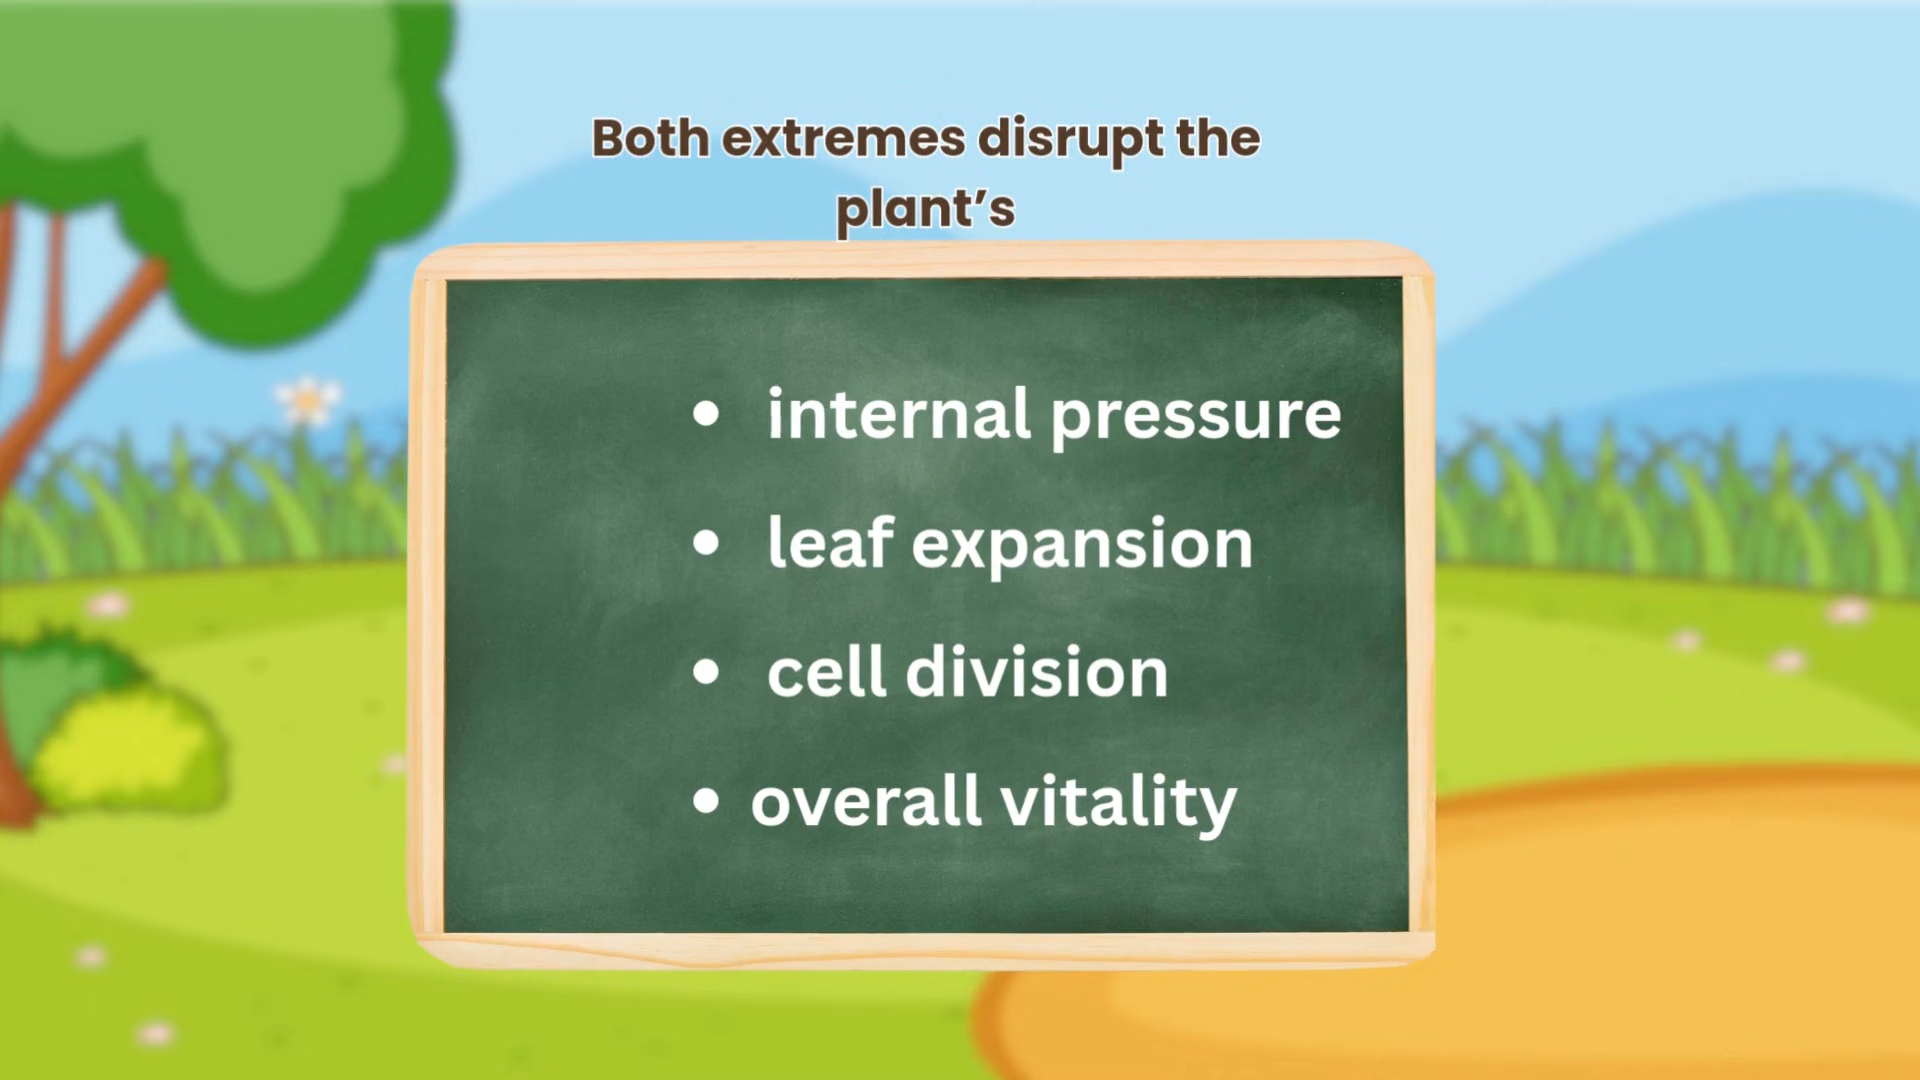 Both extremes disrupt the
plant’s
• internal pressure
• leaf expansion
• cell division
• overall vitality